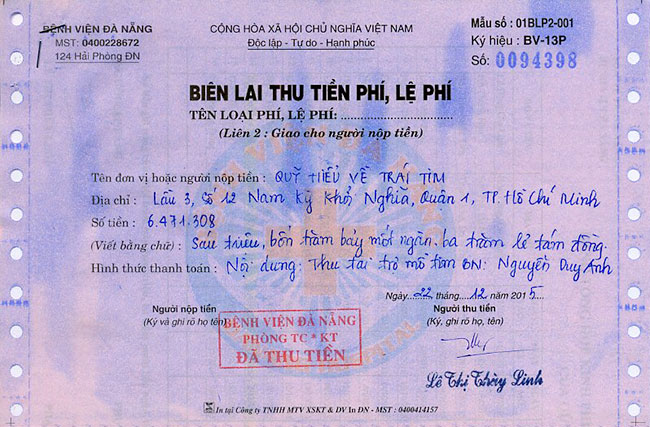 BỆNH VIỆN ĐÀ NẴNG
MST: 0400228672
124 Hải Phòng ĐN
CỘNG HÒA XÃ HỘI CHỦ NGHĨA VIỆT NAM
Độc lập - Tự do - Hạnh phúc
Mẫu số : 01BLP2-001
Ký hiệu : BV-13P
Số: 0094398
BIÊN LAI THU TIỀN PHÍ, LỆ PHÍ
TÊN LOẠI PHÍ, LỆ PHÍ: ..............................
(Liên 2 : Giao cho người nộp tiền)
Tên đơn vị hoặc người nộp tiền : QUỸ HIỂU VỀ TRÁI TIM
Địa chỉ : Lầu 3, Số 12 Nam Kỳ Khởi Nghĩa, Quận 1, TP. Hồ Chí Minh
Số tiền : 6.471.308
(Viết bằng chữ) : Sáu triệu, bốn trăm bảy mốt ngàn, ba trăm lẻ tám đồng.
Hình thức thanh toán : Nội dung: Thu tài trợ mổ tim BN: Nguyễn Duy Anh
Ngày...22...tháng...12...năm 2015...
Người nộp tiền
(Ký và ghi rõ họ tên)
BỆNH VIỆN ĐÀ NẴNG
PHÒNG TC * KT
ĐÃ THU TIỀN
Người thu tiền
(Ký, ghi rõ họ, tên)
Lê Thị Thùy Linh
In tại Công ty TNHH MTV XSKT & DV In ĐN - MST : 0400414157